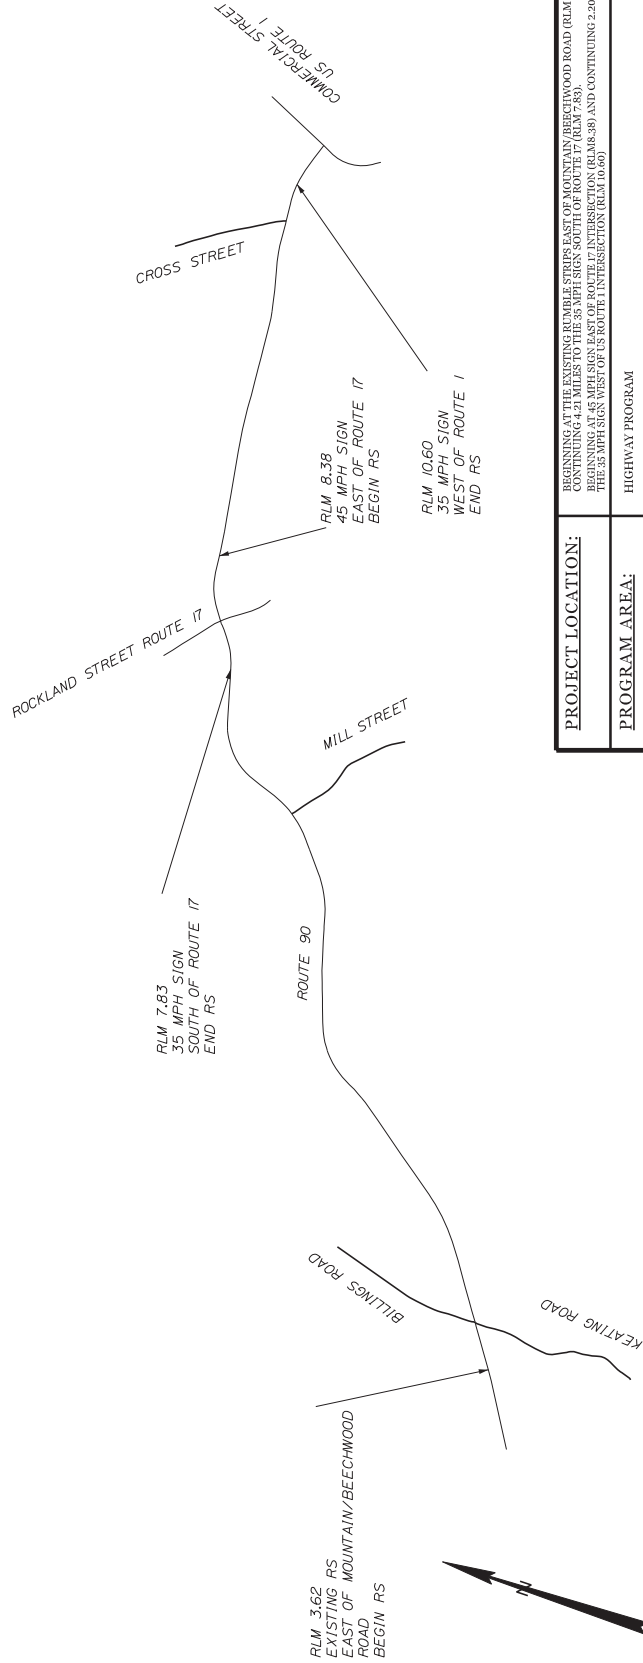 COMMERCIAL STREET
US ROUTE 1
CROSS STREET
RLM 8.38
45 MPH SIGN
EAST OF ROUTE 17
BEGIN RS
RLM 10.60
35 MPH SIGN
WEST OF ROUTE 1
END RS
ROCKLAND STREET ROUTE 17
MILL STREET
RLM 7.83
35 MPH SIGN
SOUTH OF ROUTE 17
END RS
ROUTE 90
BILLINGS ROAD
KEATING ROAD
RLM 3.62
EXISTING RS
EAST OF MOUNTAIN/BEECHWOOD
ROAD
BEGIN RS
N
PROJECT LOCATION:
BEGINNING AT THE EXISTING RUMBLE STRIPS EAST OF MOUNTAIN/BEECHWOOD ROAD (RLM
CONTINUING 4.21 MILES TO THE 35 MPH SIGN SOUTH OF ROUTE 17 (RLM 7.83).
BEGINNING AT 45 MPH SIGN EAST OF ROUTE 17 INTERSECTION (RLM8.38) AND CONTINUING 2.20
THE 35 MPH SIGN WEST OF US ROUTE 1 INTERSECTION (RLM 10.60)
PROGRAM AREA:
HIGHWAY PROGRAM